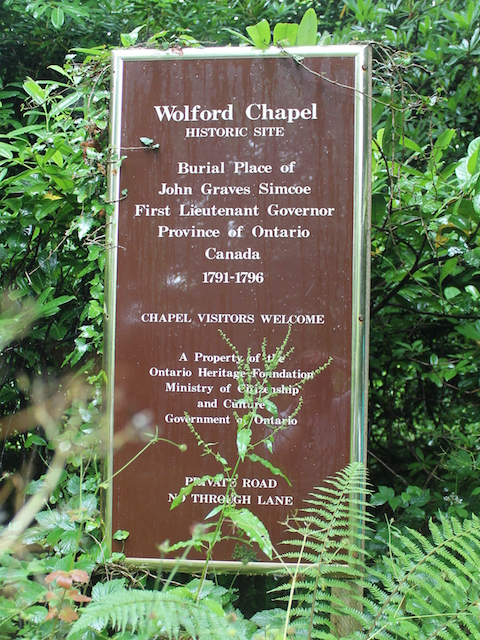 Wolford Chapel
HISTORIC SITE
Burial Place of
John Graves Simcoe
First Lieutenant Governor
Province of Ontario
Canada
1791-1796
CHAPEL VISITORS WELCOME
A Property of the
Ontario Heritage Foundation
Ministry of Citizenship
and Culture
Government of Ontario
PRIVATE ROAD
NO THROUGH LANE